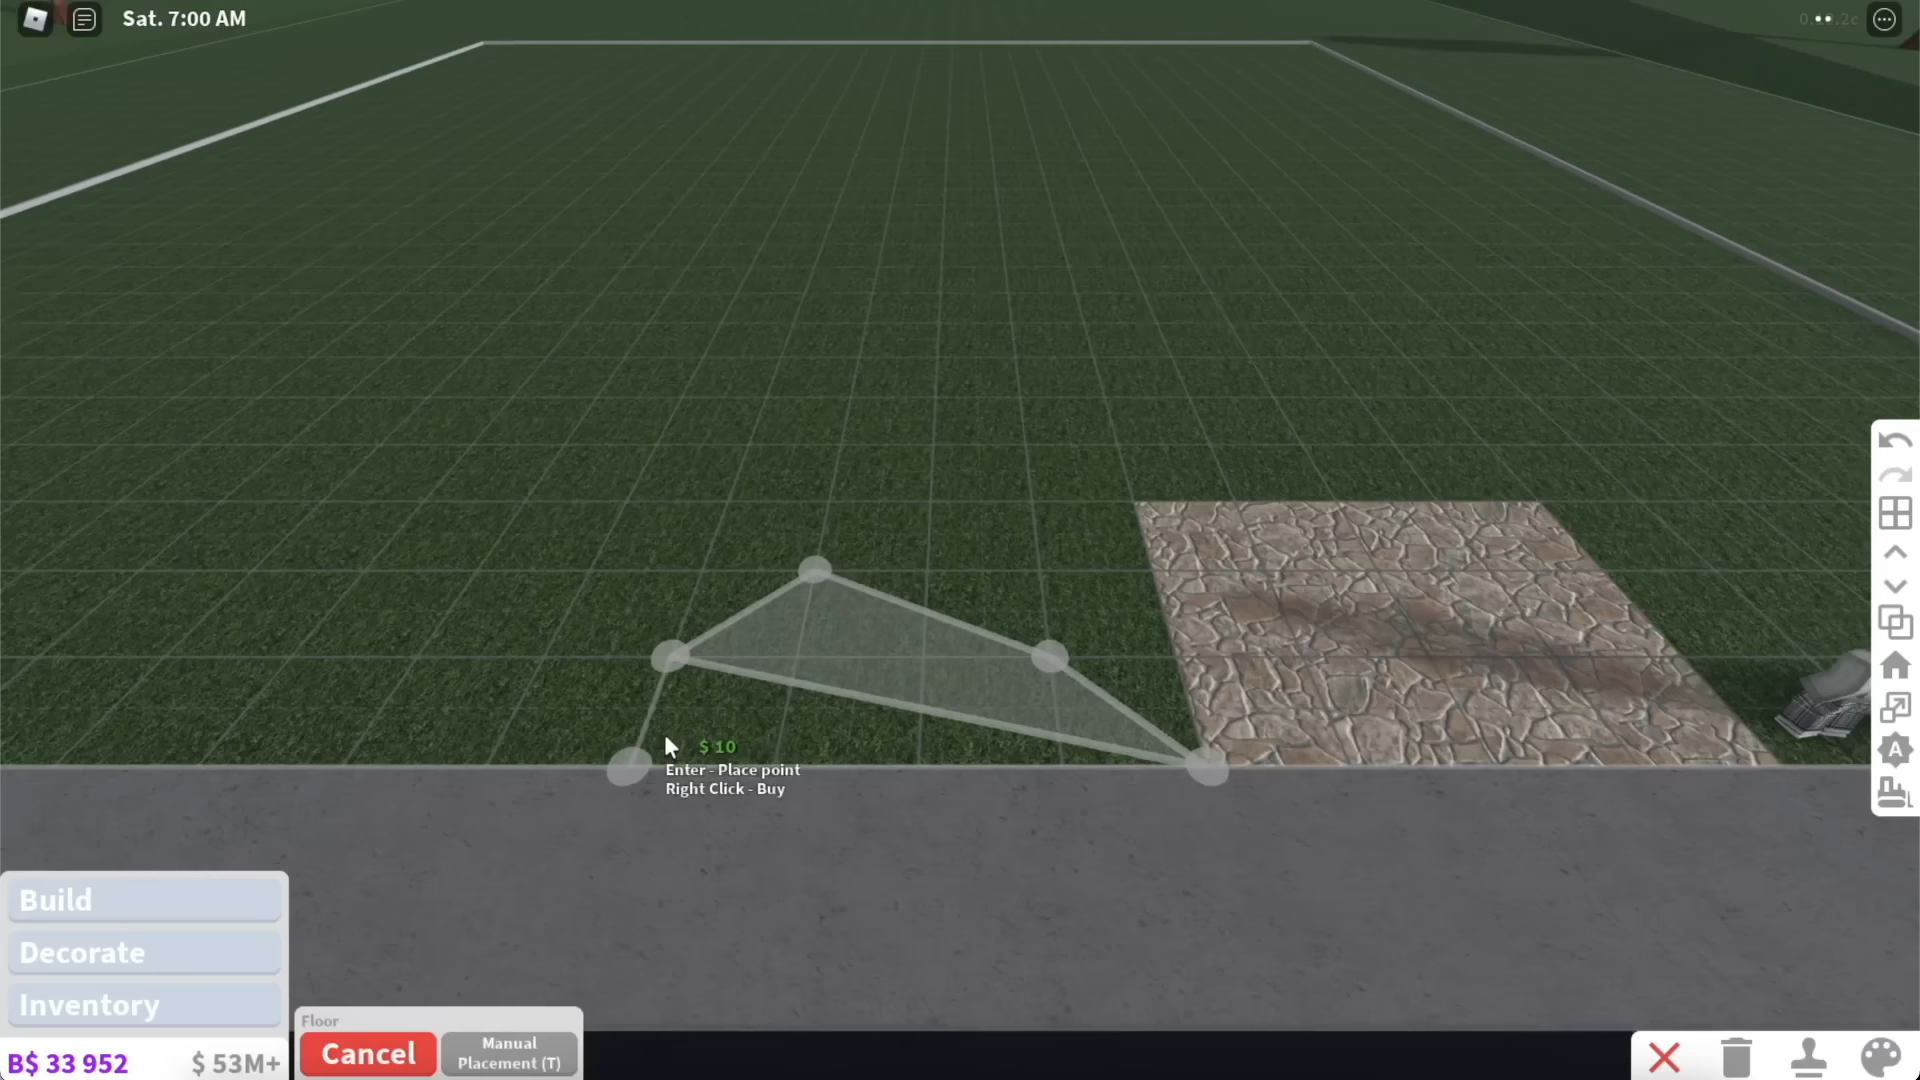 Sat. 7:00 AM
$ 10
Enter - Place point
Right Click - Buy
A
Build
Decorate
Inventory
B$ 33 952
$ 53M+
Floor
Cancel
Manual
Placement (T)